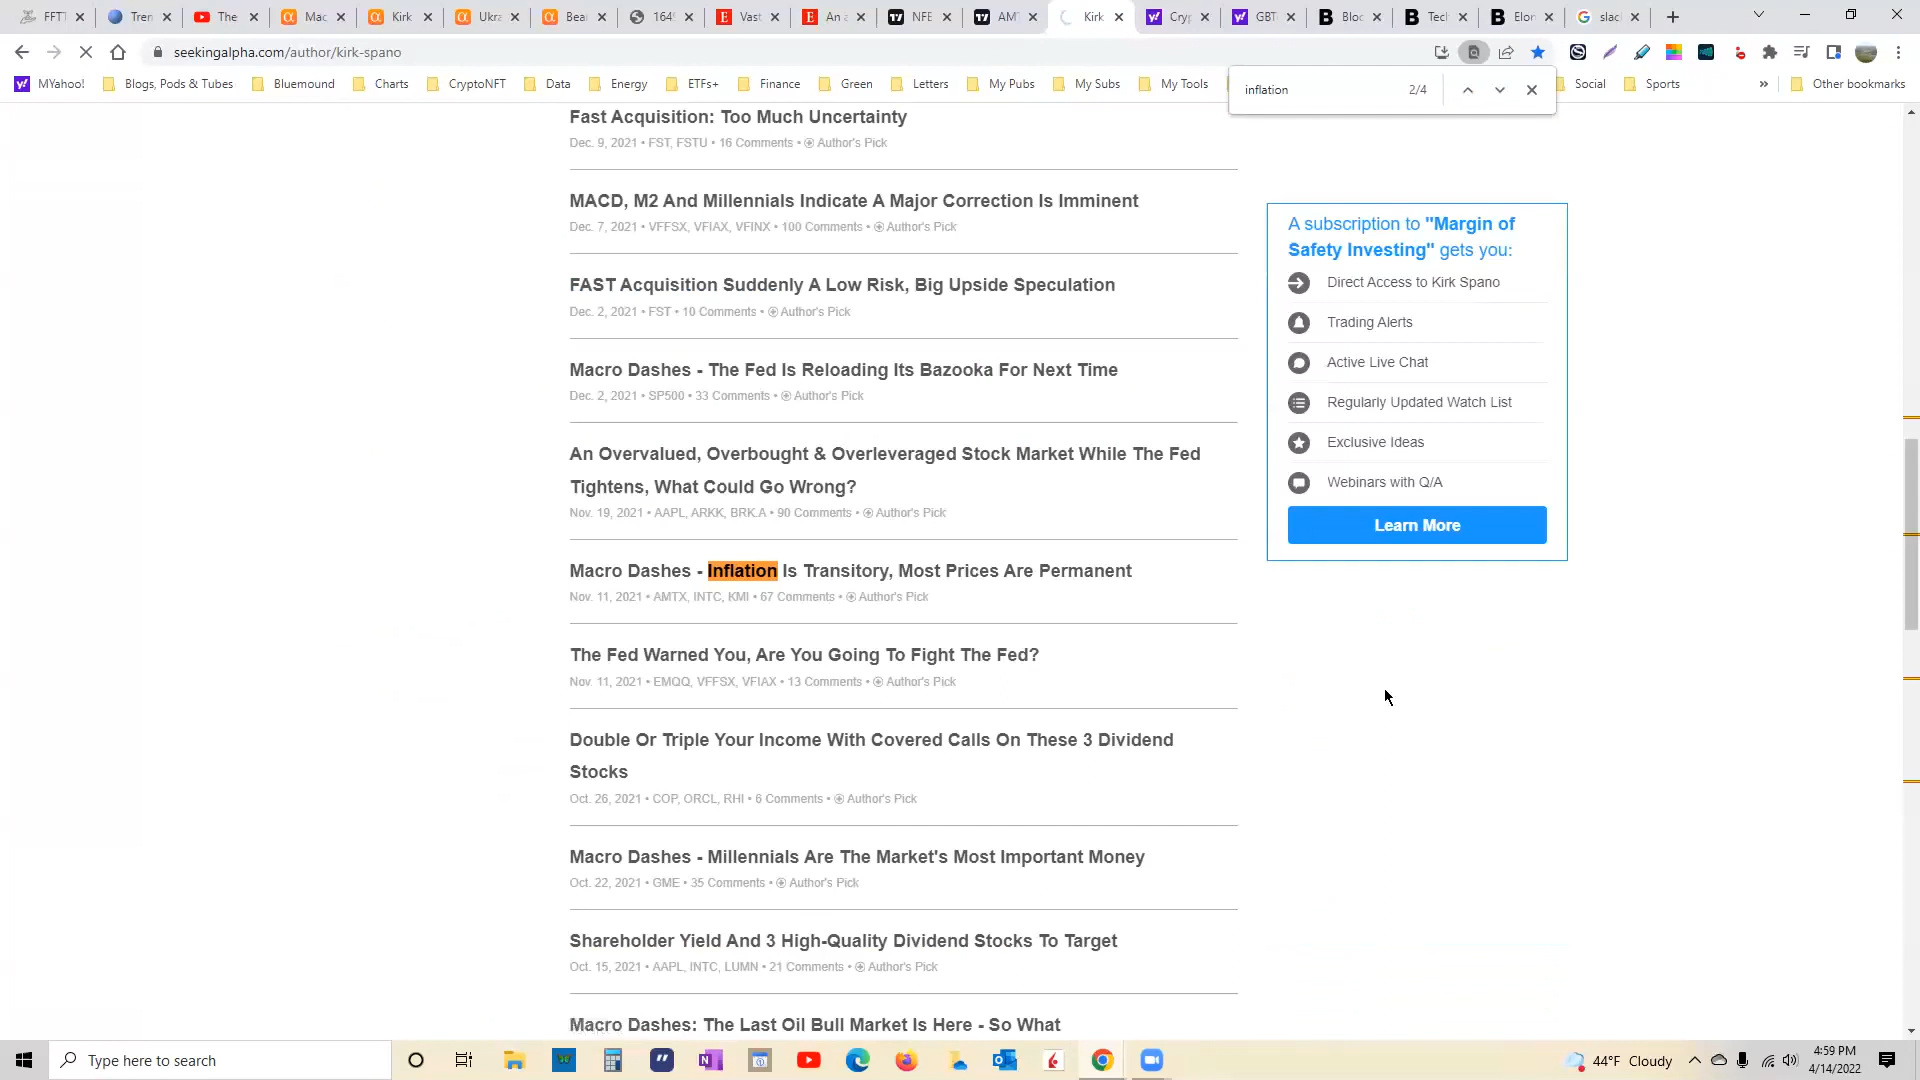 FFT
Tren
The
Mac
Kirk
Ukra
Bea
1645
Vast
An a
NFE
AM
Kirk
Cryp
GBT
Bloc
Tech
Elon
slac
seekingalpha.com/author/kirk-spano
MYahoo!
Blogs, Pods & Tubes
Bluemound
Charts
CryptoNFT
Data
Energy
ETFs+
Finance
Green
Letters
My Pubs
My Subs
My Tools
Social
Sports
»
Other bookmarks
inflation 2/4
Fast Acquisition: Too Much Uncertainty
Dec. 9, 2021 • FST, FSTU • 16 Comments • Author's Pick
MACD, M2 And Millennials Indicate A Major Correction Is Imminent
Dec. 7, 2021 • VFFSX, VFIAX, VFINX • 100 Comments • Author's Pick
FAST Acquisition Suddenly A Low Risk, Big Upside Speculation
Dec. 2, 2021 • FST • 10 Comments • Author's Pick
Macro Dashes - The Fed Is Reloading Its Bazooka For Next Time
Dec. 2, 2021 • SP500 • 33 Comments • Author's Pick
An Overvalued, Overbought & Overleveraged Stock Market While The Fed
Tightens, What Could Go Wrong?
Nov. 19, 2021 • AAPL, ARKK, BRK.A • 90 Comments • Author's Pick
Macro Dashes - Inflation Is Transitory, Most Prices Are Permanent
Nov. 11, 2021 • AMTX, INTC, KMI • 67 Comments • Author's Pick
The Fed Warned You, Are You Going To Fight The Fed?
Nov. 11, 2021 • EMQQ, VFFSX, VFIAX • 13 Comments • Author's Pick
Double Or Triple Your Income With Covered Calls On These 3 Dividend
Stocks
Oct. 26, 2021 • COP, ORCL, RHI • 6 Comments • Author's Pick
Macro Dashes - Millennials Are The Market's Most Important Money
Oct. 22, 2021 • GME • 35 Comments • Author's Pick
Shareholder Yield And 3 High-Quality Dividend Stocks To Target
Oct. 15, 2021 • AAPL, INTC, LUMN • 21 Comments • Author's Pick
Macro Dashes: The Last Oil Bull Market Is Here - So What
A subscription to "Margin of
Safety Investing" gets you:
Direct Access to Kirk Spano
Trading Alerts
Active Live Chat
Regularly Updated Watch List
Exclusive Ideas
Webinars with Q/A
Learn More
Type here to search
44°F Cloudy
4:59 PM
4/14/2022